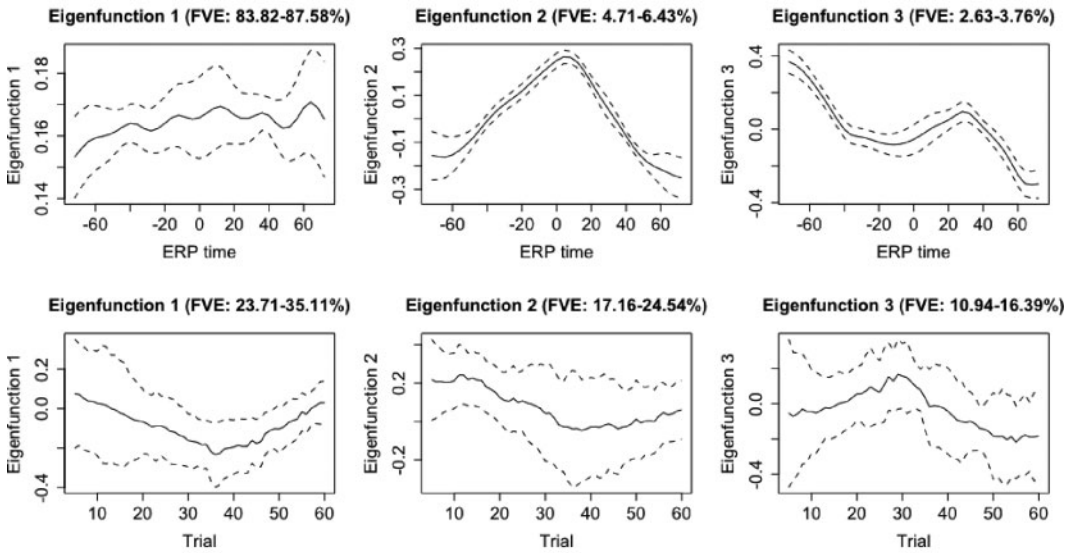 Eigenfunction 1 (FVE: 83.82-87.58%)
Eigenfunction 1
0.14 0.16 0.18
-60 -20 0 20 40 60
ERP time
Eigenfunction 2 (FVE: 4.71-6.43%)
Eigenfunction 2
-0.3 -0.1 0.1 0.3
-60 -20 0 20 40 60
ERP time
Eigenfunction 3 (FVE: 2.63-3.76%)
Eigenfunction 3
-0.4 0.0 0.4
-60 -20 0 20 40 60
ERP time
Eigenfunction 1 (FVE: 23.71-35.11%)
Eigenfunction 1
-0.4 0.0 0.2
10 20 30 40 50 60
Trial
Eigenfunction 2 (FVE: 17.16-24.54%)
Eigenfunction 2
-0.2 0.2
10 20 30 40 50 60
Trial
Eigenfunction 3 (FVE: 10.94-16.39%)
Eigenfunction 3
-0.4 0.0
10 20 30 40 50 60
Trial